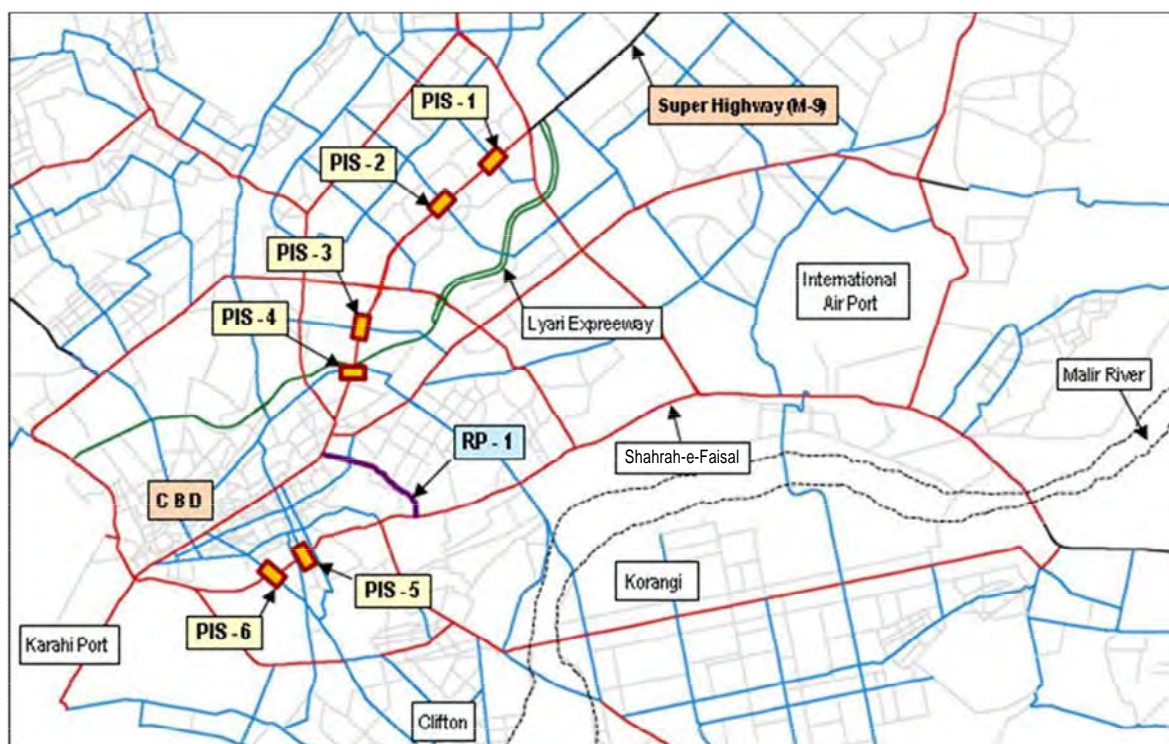 PIS - 1
Super Highway (M-9)
PIS - 2
PIS - 3
International
Air Port
PIS - 4
Lyari Expreeway
Malir River
RP - 1
Shahrah-e-Faisal
C B D
PIS - 5
Korangi
PIS - 6
Karahi Port
Clifton